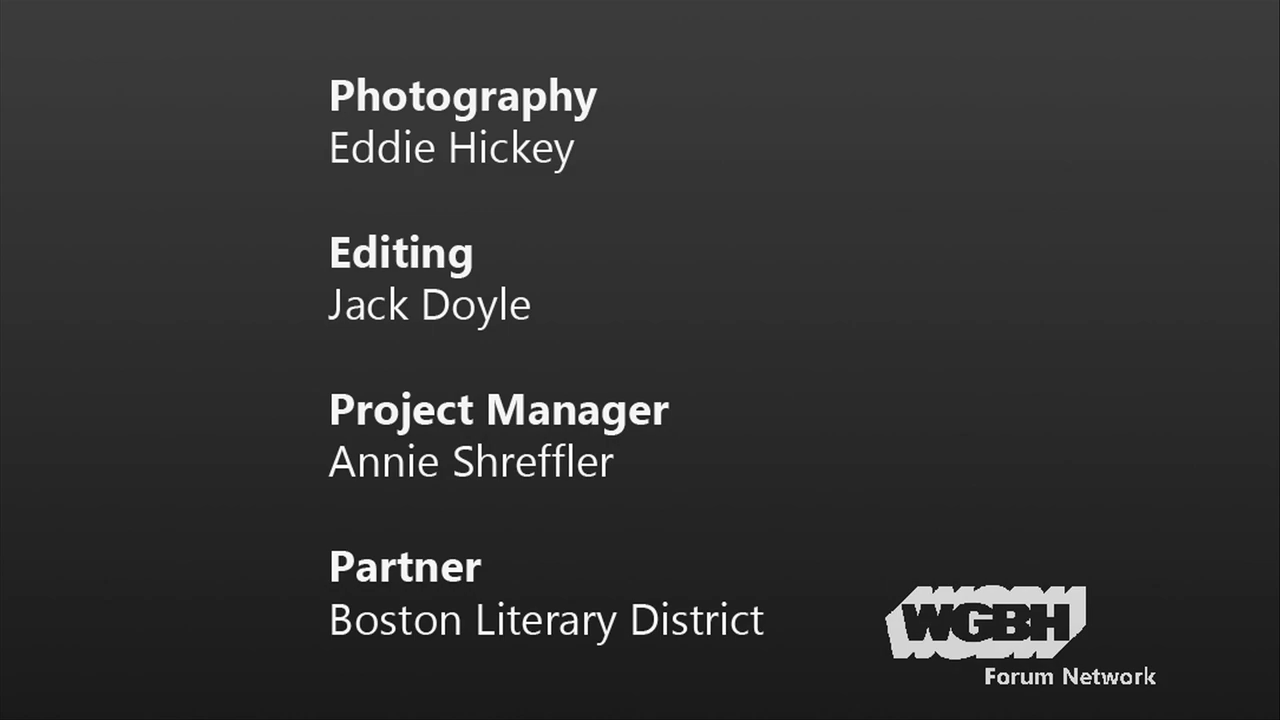 Photography
Eddie Hickey
Editing
Jack Doyle
Project Manager
Annie Shreffler
Partner
Boston Literary District
WGBH
Forum Network